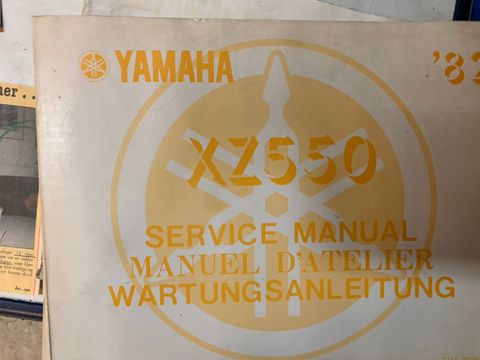 YAMAHA
'82
XZ550
SERVICE MANUAL
MANUEL D'ATELIER
WARTUNGSANLEITUNG